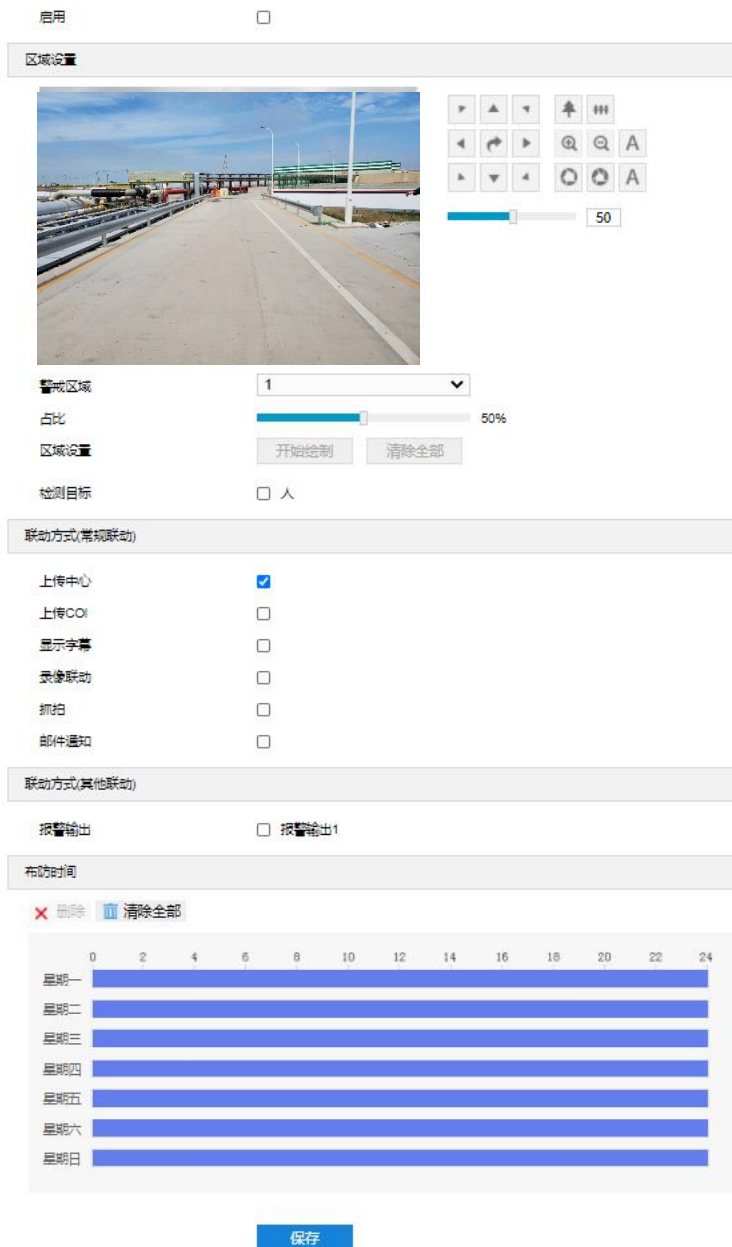 启用
区域设置
A
A
50
警戒区域 1
占比 50%
区域设置 开始绘制 清除全部
检测目标 人
联动方式(常规联动)
上传中心
上传COI
显示字幕
录像联动
抓拍
邮件通知
联动方式(其他联动)
报警输出 报警输出1
布防时间
删除 清除全部
0 2 4 6 8 10 12 14 16 18 20 22 24
星期一
星期二
星期三
星期四
星期五
星期六
星期日
保存